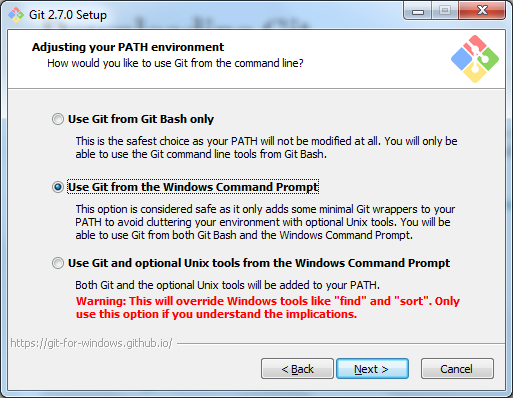 Git 2.7.0 Setup
Adjusting your PATH environment
How would you like to use Git from the command line?
Use Git from Git Bash only
This is the safest choice as your PATH will not be modified at all. You will only be
able to use the Git command line tools from Git Bash.
Use Git from the Windows Command Prompt
This option is considered safe as it only adds some minimal Git wrappers to your
PATH to avoid cluttering your environment with optional Unix tools. You will be
able to use Git from both Git Bash and the Windows Command Prompt.
Use Git and optional Unix tools from the Windows Command Prompt
Both Git and the optional Unix tools will be added to your PATH.
Warning: This will override Windows tools like "find" and "sort". Only
use this option if you understand the implications.
https://git-for-windows.github.io/
< Back Next > Cancel